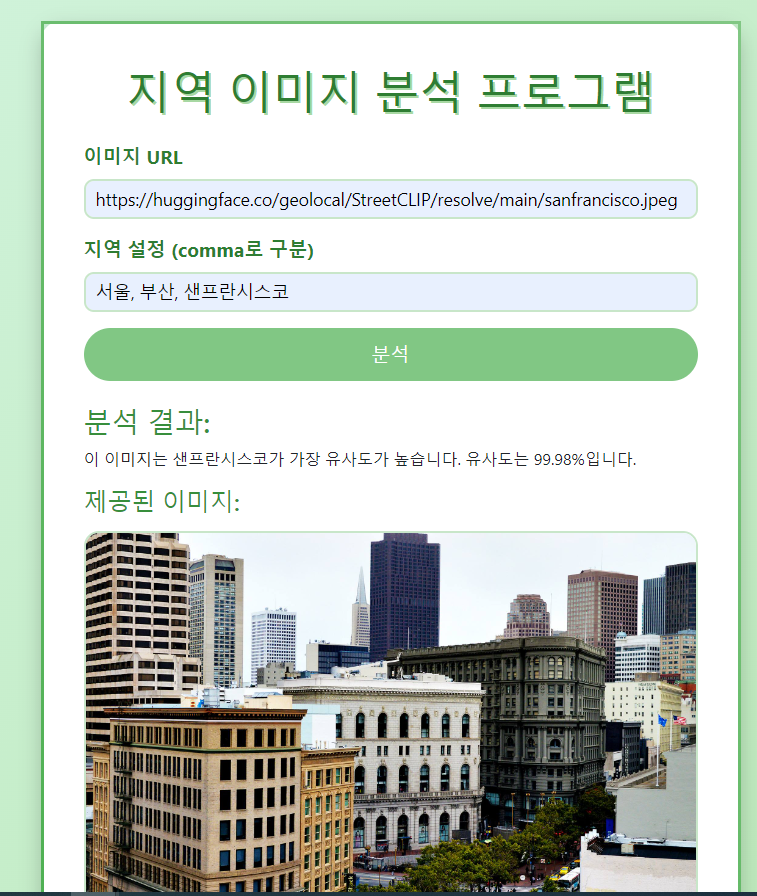 지역 이미지 분석 프로그램
이미지 URL
https://huggingface.co/geolocal/StreetCLIP/resolve/main/sanfrancisco.jpeg
지역 설정 (comma로 구분)
서울, 부산, 샌프란시스코
분석
분석 결과:
이 이미지는 샌프란시스코가 가장 유사도가 높습니다. 유사도는 99.98%입니다.
제공된 이미지: